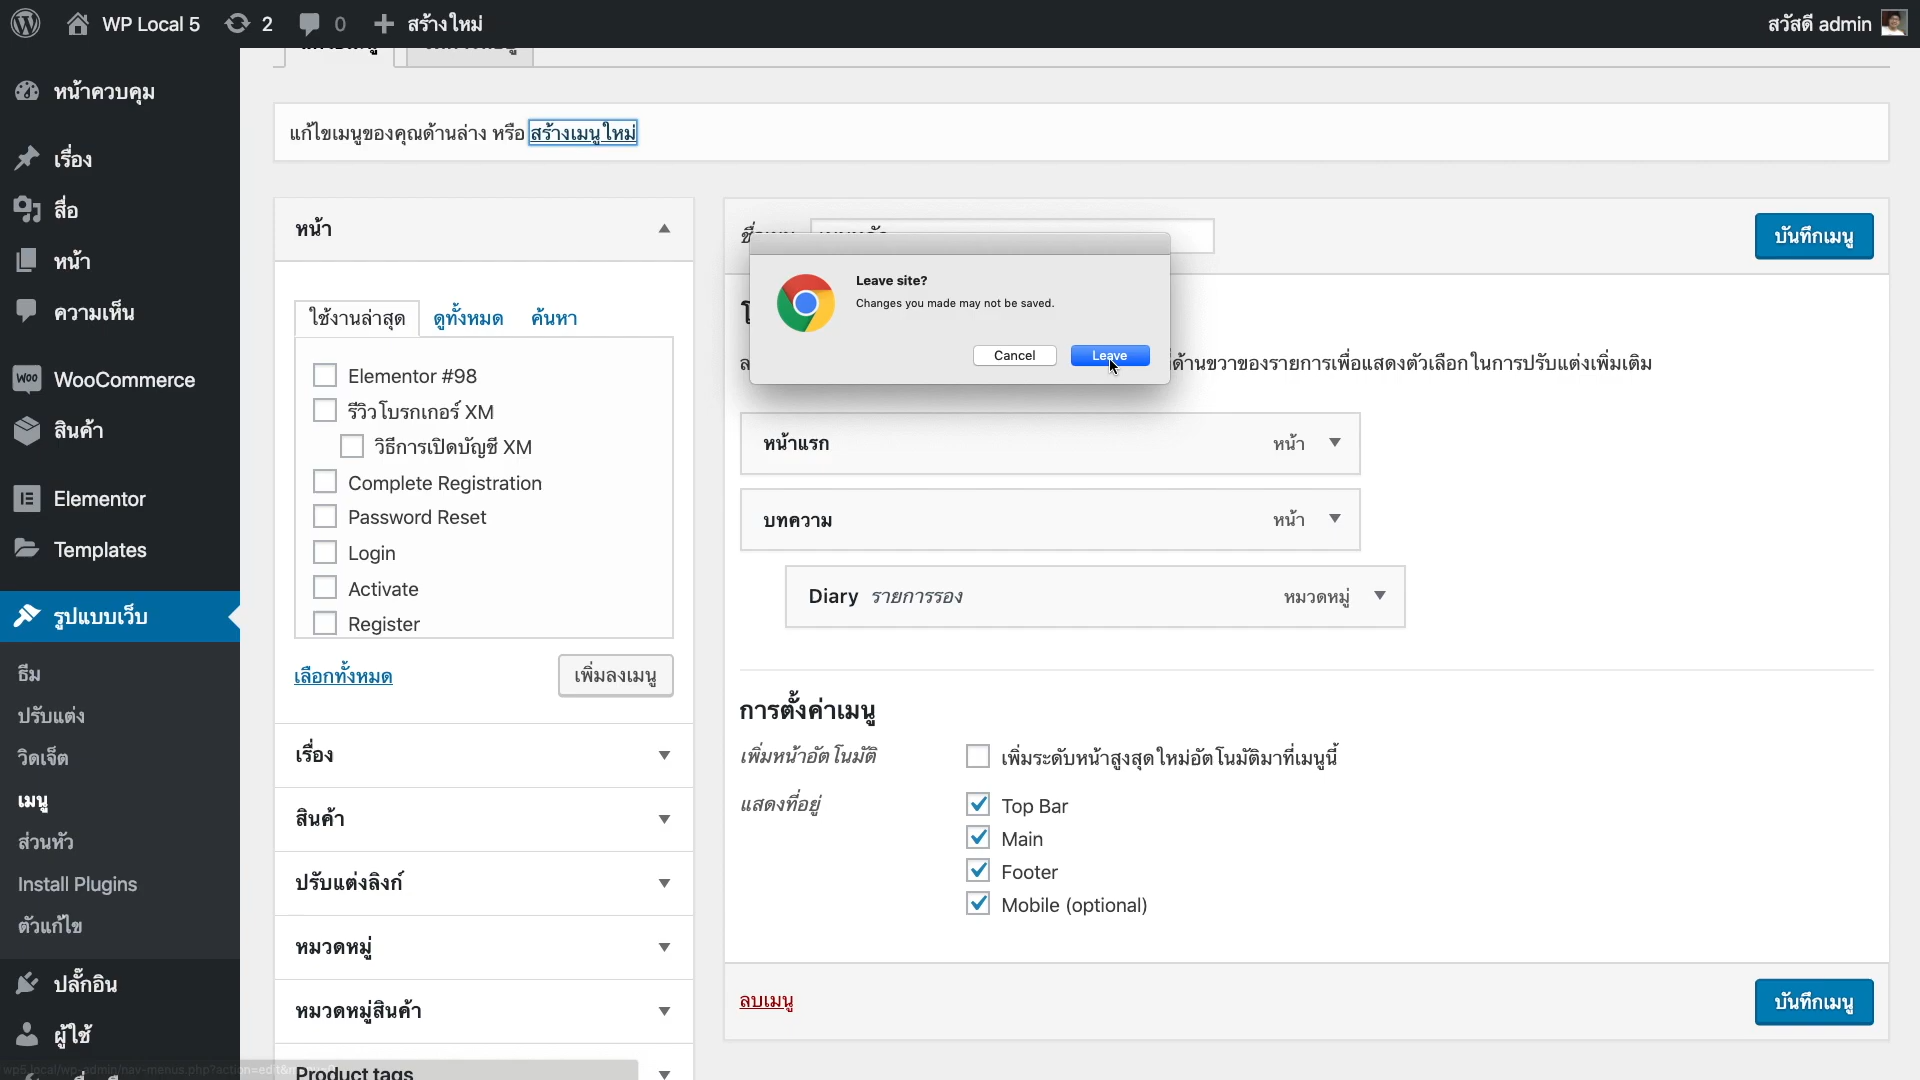 WP Local 5
2
0
สร้างใหม่
สวัสดี admin
หน้าควบคุม
เรื่อง
สื่อ
หน้า
ความเห็น
WooCommerce
สินค้า
Elementor
Templates
รูปแบบเว็บ
ธีม
ปรับแต่ง
วิดเจ็ต
เมนู
ส่วนหัว
Install Plugins
ตัวแก้ไข
ปลั๊กอิน
ผู้ใช้
แก้ไขเมนูของคุณด้านล่าง หรือ สร้างเมนูใหม่
หน้า
ใช้งานล่าสุด
ดูทั้งหมด
ค้นหา
Elementor #98
รีวิวโบรกเกอร์ XM
วิธีการเปิดบัญชี XM
Complete Registration
Password Reset
Login
Activate
Register
เลือกทั้งหมด
เพิ่มลงเมนู
เรื่อง
สินค้า
ปรับแต่งลิงก์
หมวดหมู่
หมวดหมู่สินค้า
Product tags
บันทึกเมนู
Leave site?
Changes you made may not be saved.
Cancel
Leave
ด้านขวาของรายการเพื่อแสดงตัวเลือกในการปรับแต่งเพิ่มเติม
หน้าแรก
หน้า
บทความ
หน้า
Diary รายการรอง
หมวดหมู่
การตั้งค่าเมนู
เพิ่มหน้าอัตโนมัติ
เพิ่มระดับหน้าสูงสุดใหม่อัตโนมัติมาที่เมนูนี้
แสดงที่อยู่
Top Bar
Main
Footer
Mobile (optional)
ลบเมนู
บันทึกเมนู